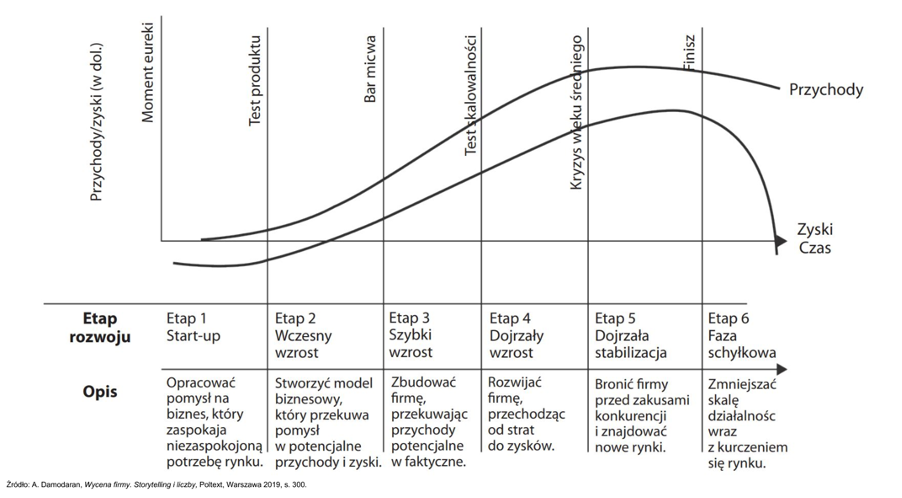 Przychody/zyski (w dol.)
Moment eureki
Test produktu
Bar micwa
Test skalowalności
Kryzys wieku średniego
Finisz
Przychody
Zyski
Czas
Etap
rozwoju
Etap 1
Start-up
Etap 2
Wczesny
wzrost
Etap 3
Szybki
wzrost
Etap 4
Dojrzały
wzrost
Etap 5
Dojrzała
stabilizacja
Etap 6
Faza
schyłkowa
Opis
Opracować
pomysł na
biznes, który
zaspokaja
niezaspokojoną
potrzebę rynku.
Stworzyć model
biznesowy,
który przekuwa
pomysł
w potencjalne
przychody i zyski.
Zbudować
firmę,
przekuwając
przychody
potencjalne
w faktyczne.
Rozwijać
firmę,
przechodząc
od strat
do zysków.
Bronić firmy
przed zakusami
konkurencji
i znajdować
nowe rynki.
Zmniejszać
skalę
działalnośc
wraz
z kurczeniem
się rynku.
Źródło: A. Damodaran, Wycena firmy. Storytelling i liczby, Poltext, Warszawa 2019, s. 300.